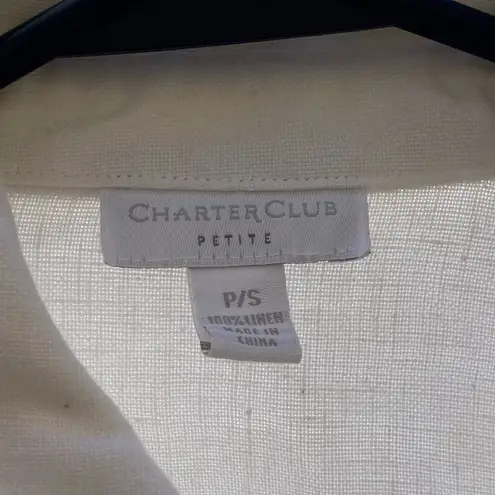 CHARTER CLUB
PETITE
P/S
100% LINEN
MADE IN
CHINA